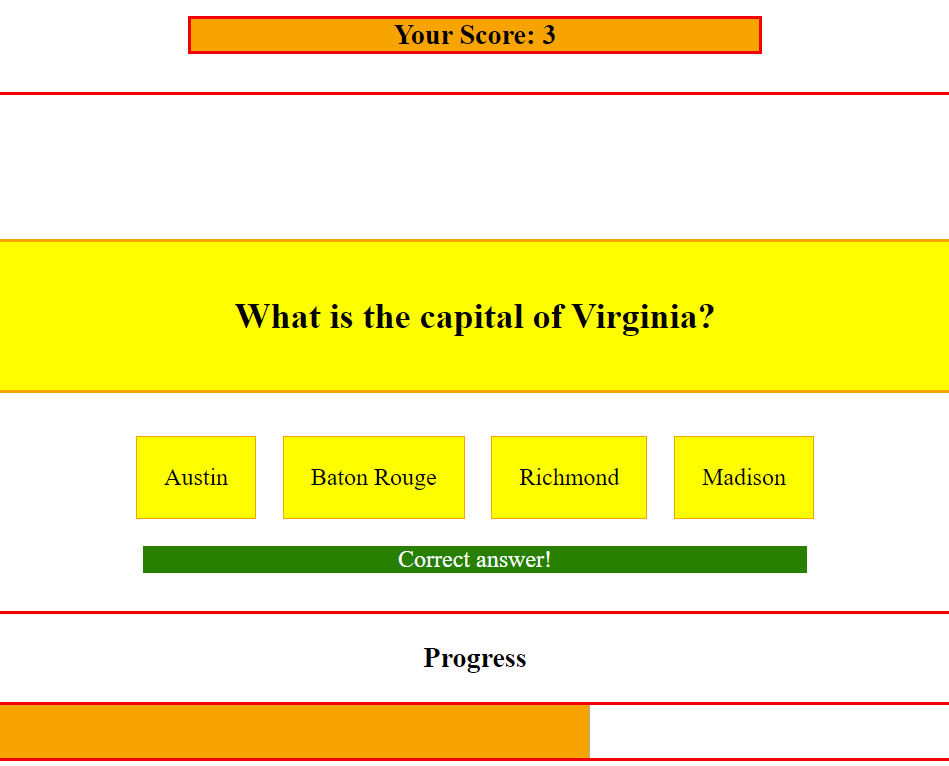 Your Score: 3
What is the capital of Virginia?
Austin
Baton Rouge
Richmond
Madison
Correct answer!
Progress